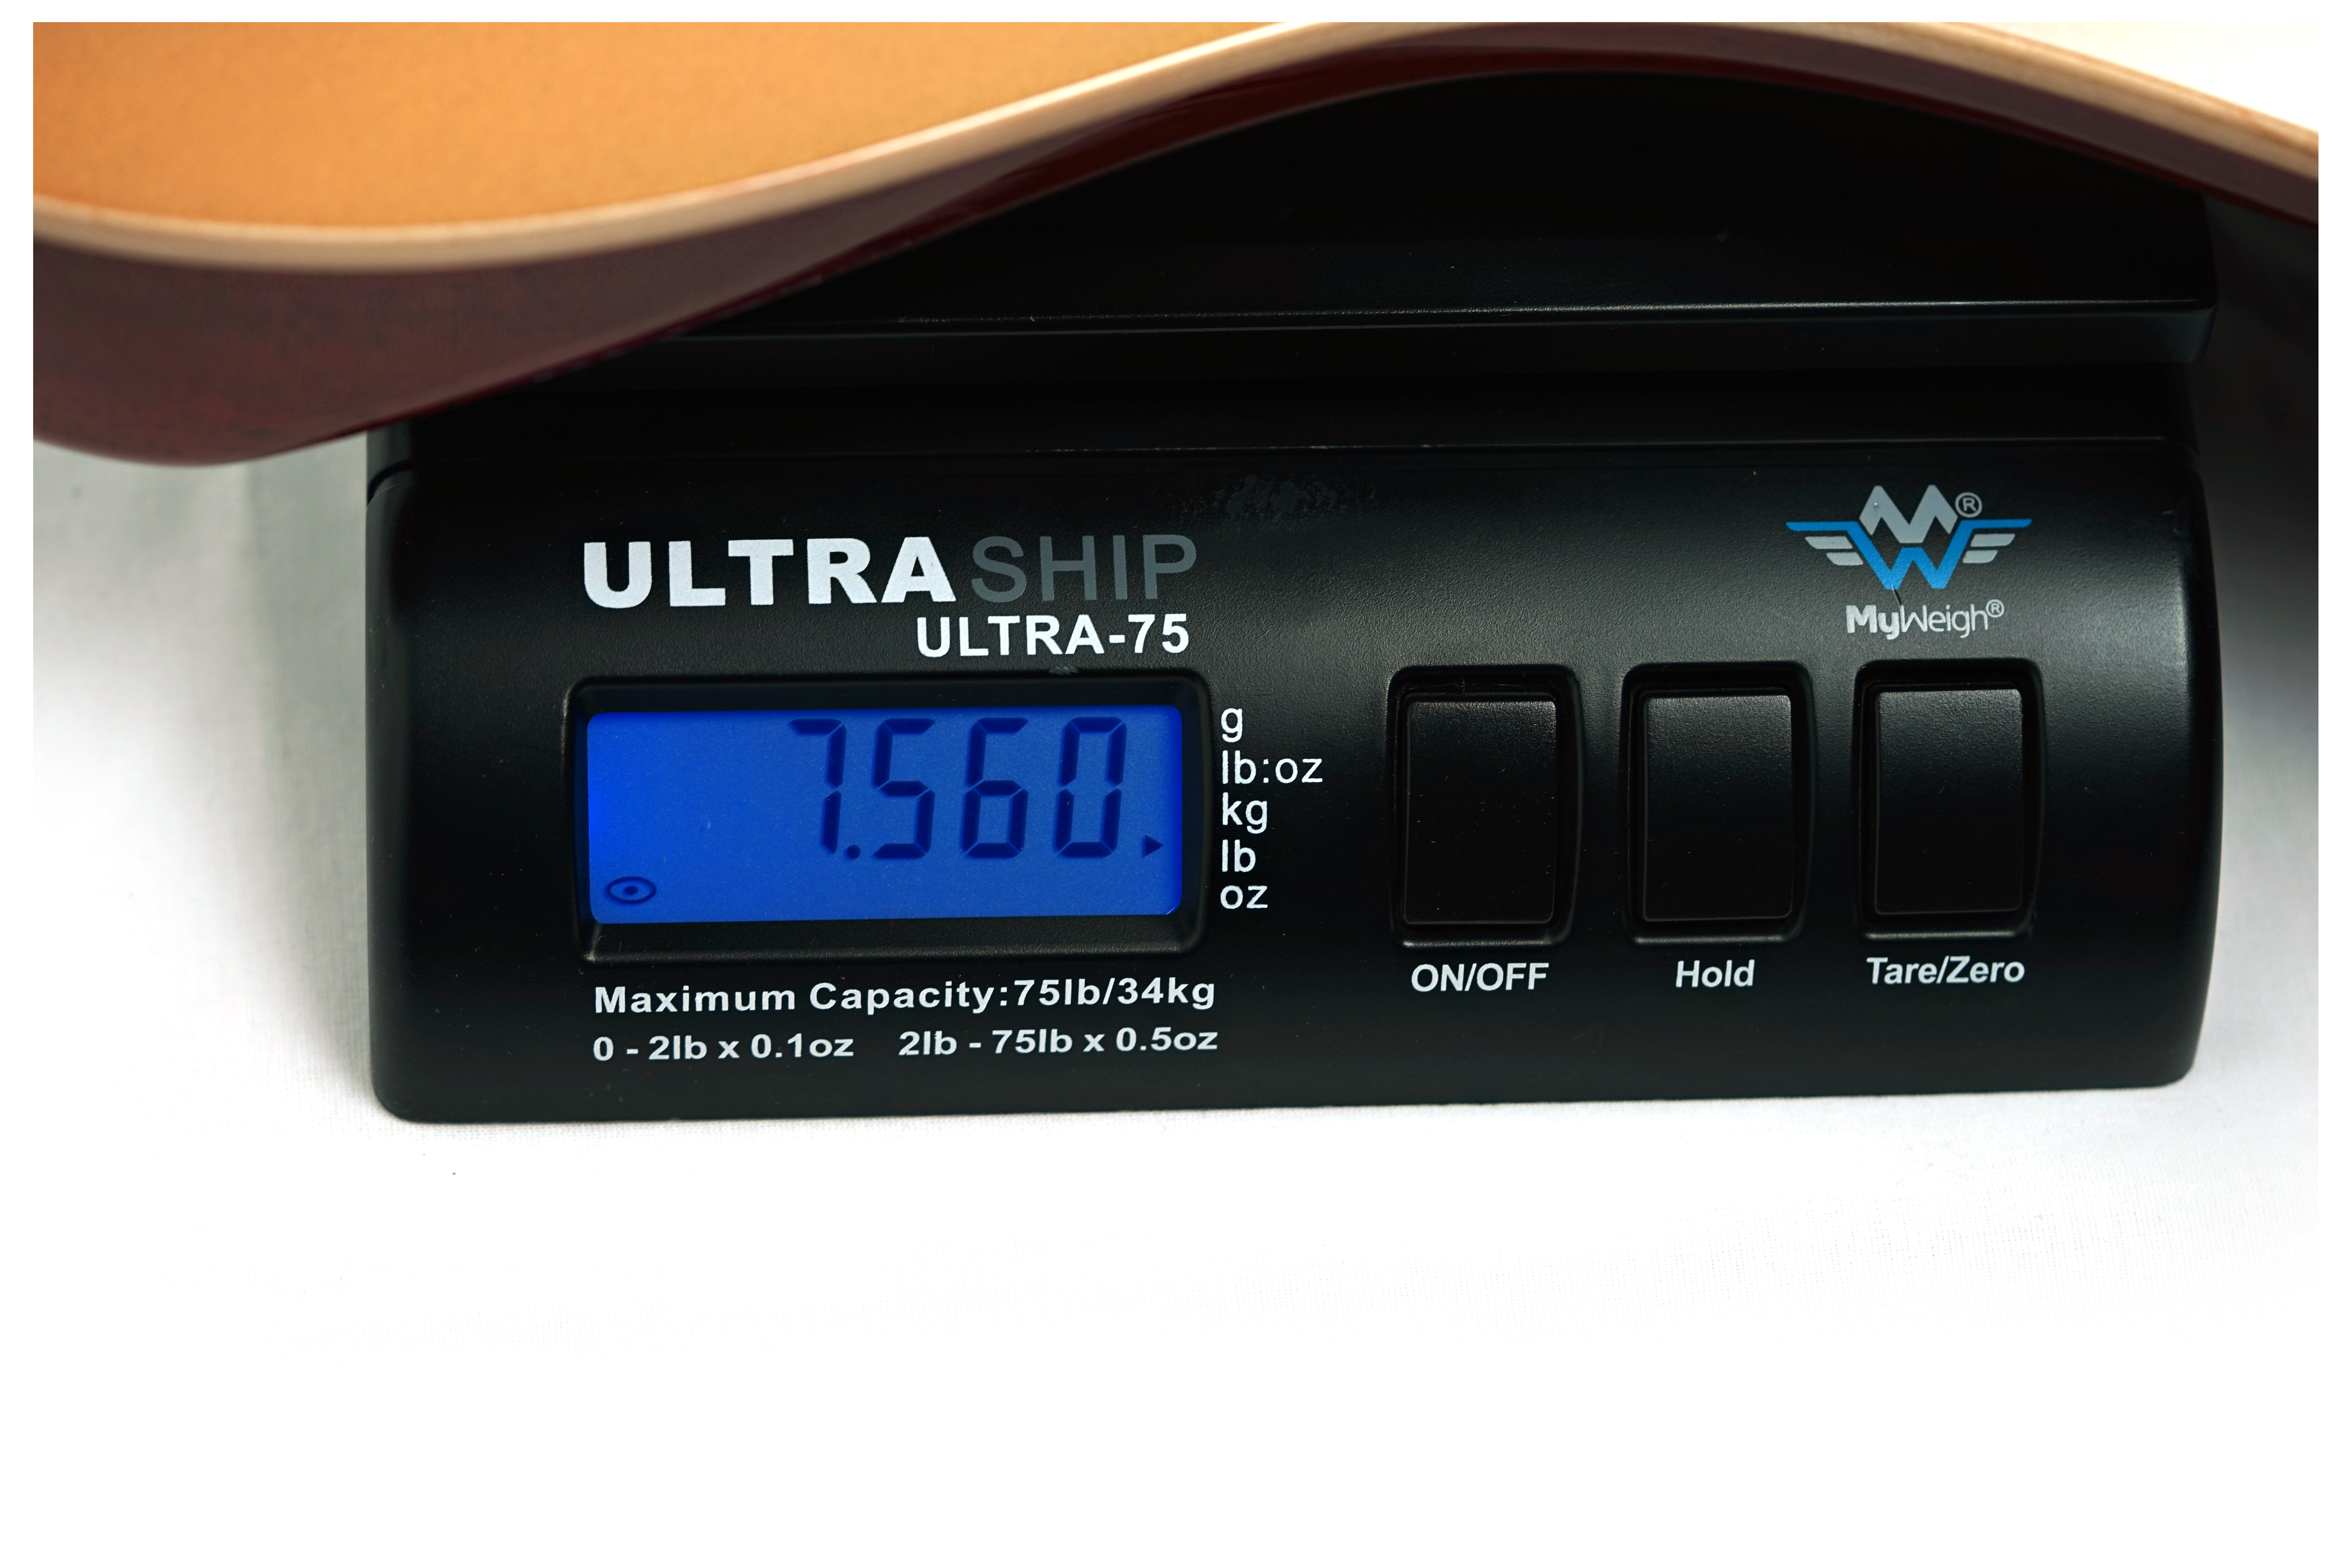 MW®
MyWeigh®
ULTRASHIP
ULTRA-75
7.560
g
lb:oz
kg
lb
oz
ON/OFF
Hold
Tare/Zero
Maximum Capacity:75lb/34kg
0 - 2lb x 0.1oz 2lb - 75lb x 0.5oz